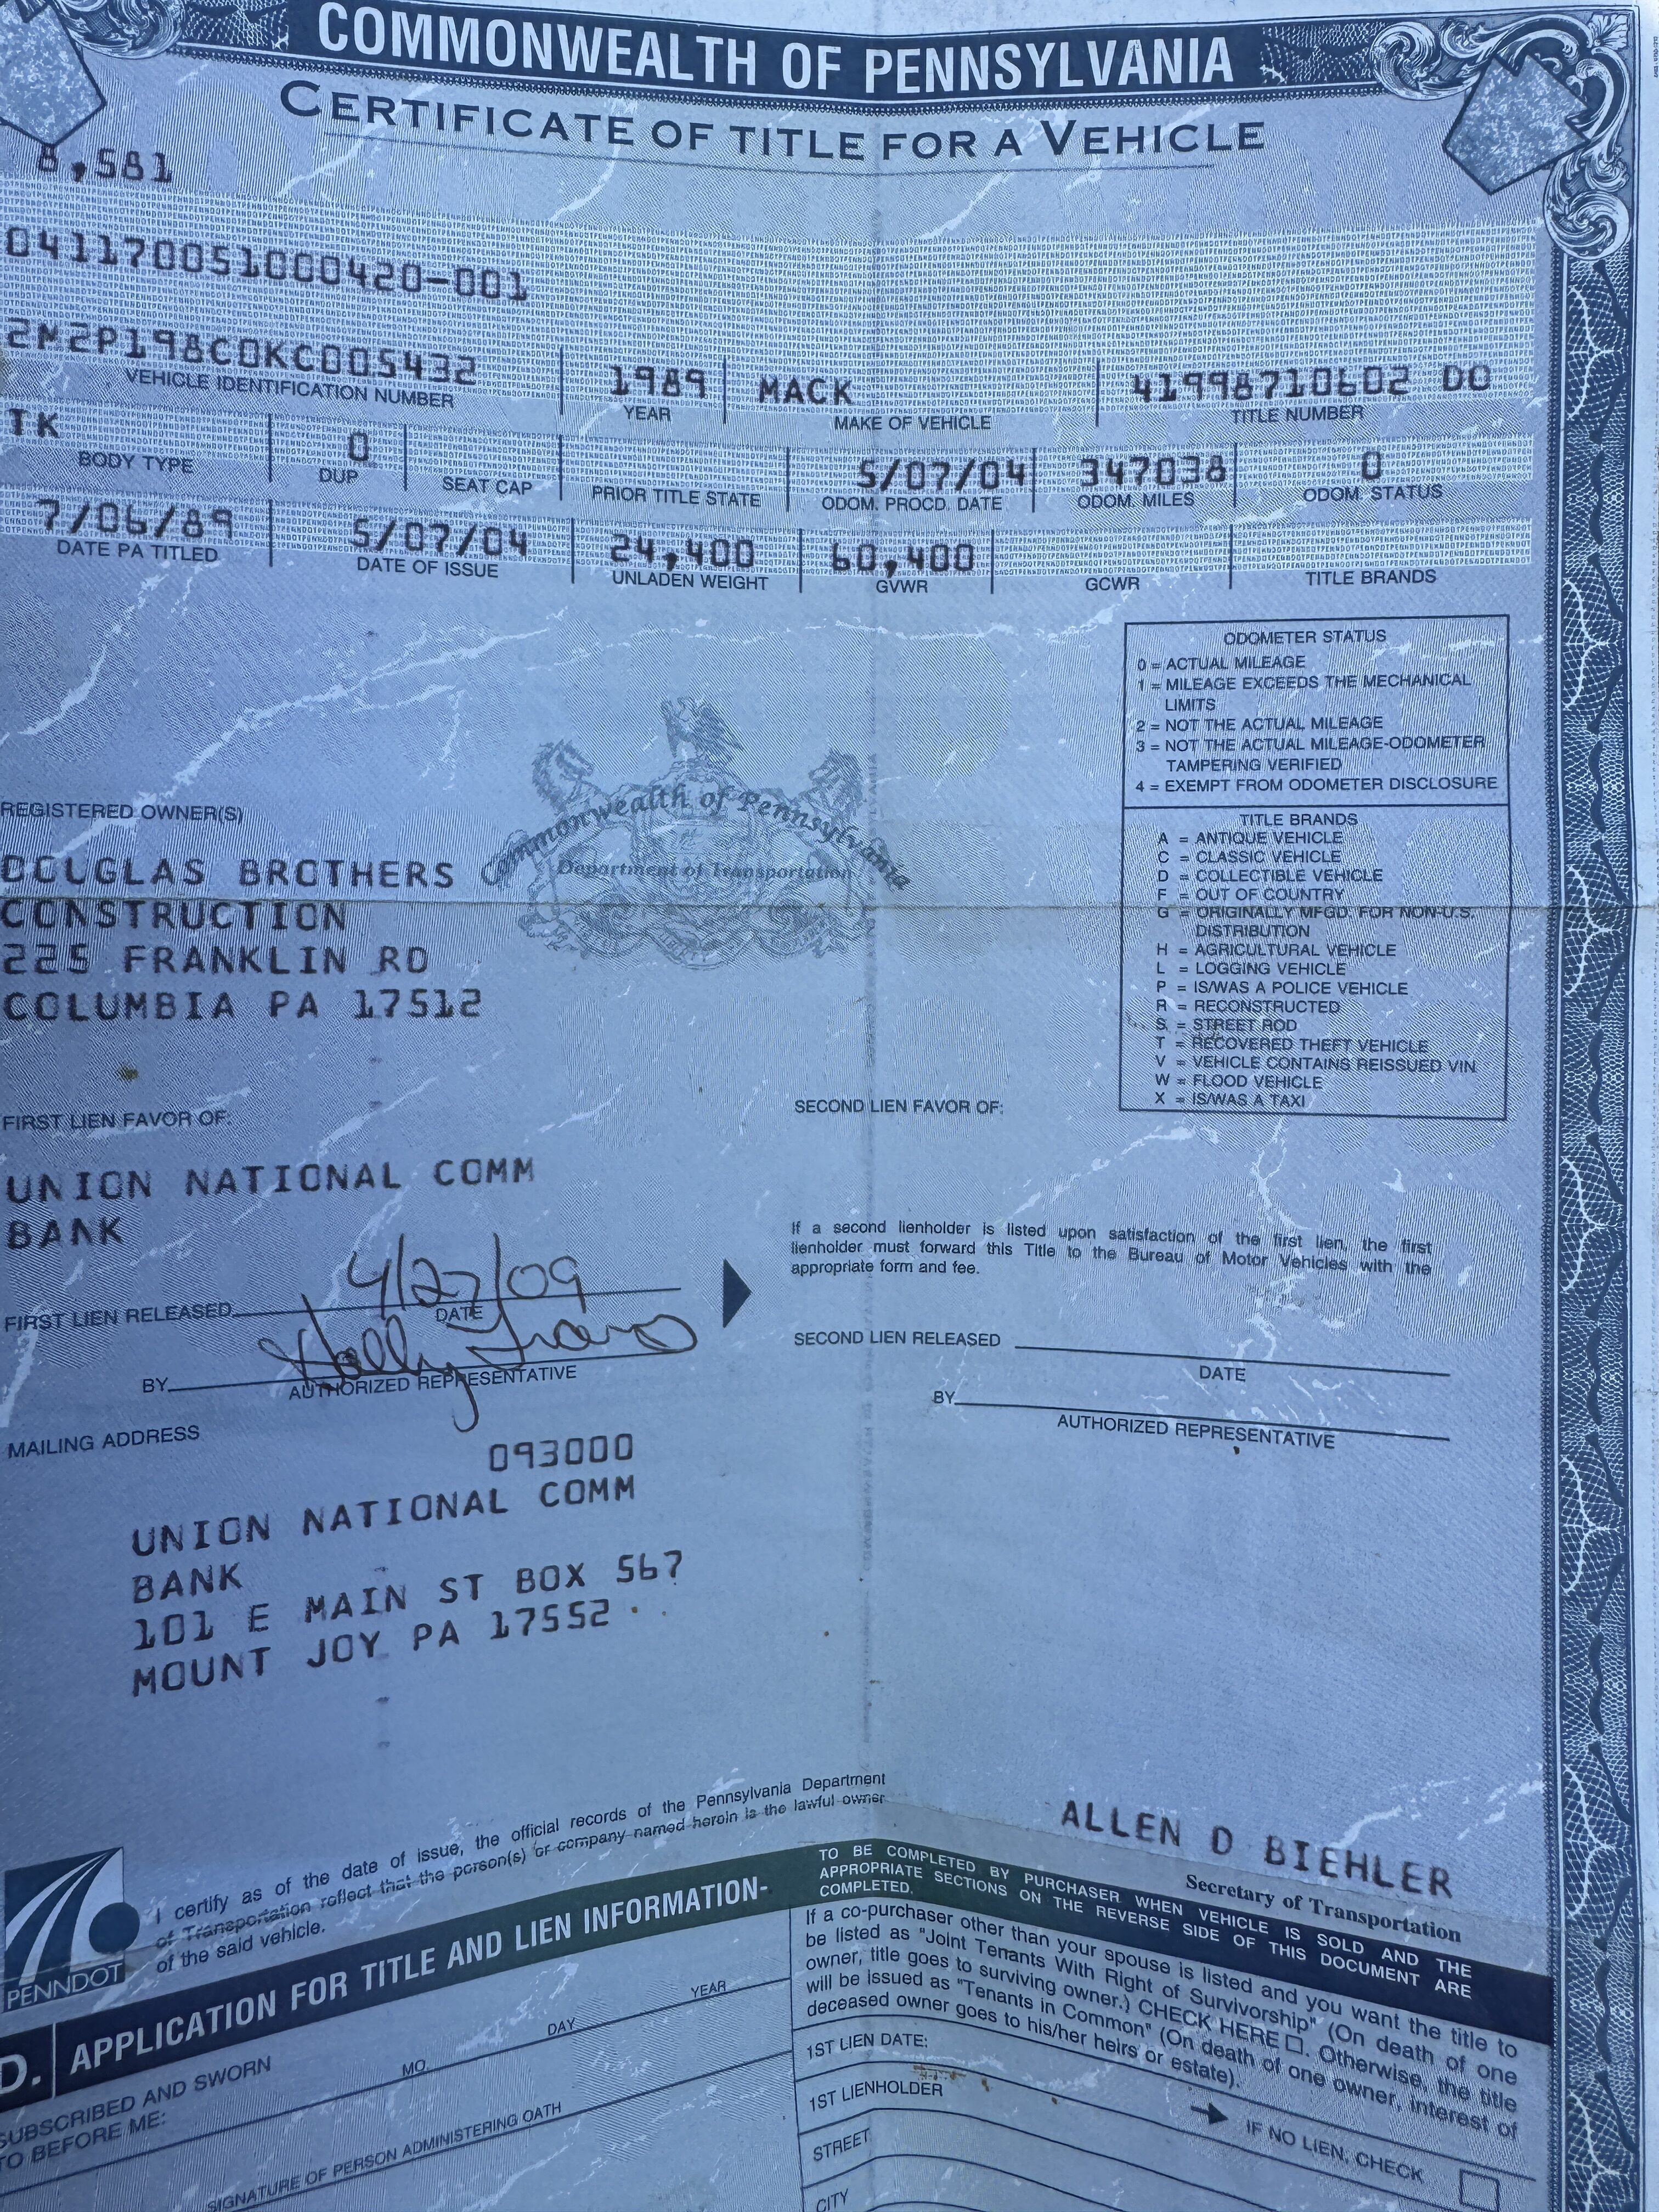 COMMONWEALTH OF PENNSYLVANIA
CERTIFICATE OF TITLE FOR A VEHICLE
8,581
041170051000420-001
2M2P198C0KC005432
VEHICLE IDENTIFICATION NUMBER
1989
YEAR
MACK
MAKE OF VEHICLE
41998710602 DO
TITLE NUMBER
TK
BODY TYPE
0
DUP
SEAT CAP
PRIOR TITLE STATE
5/07/04
ODOM. PROCD. DATE
347038
ODOM. MILES
0
ODOM. STATUS
7/06/89
DATE PA TITLED
5/07/04
DATE OF ISSUE
24,400
UNLADEN WEIGHT
60,400
GVWR
GCWR
TITLE BRANDS
ODOMETER STATUS
0 = ACTUAL MILEAGE
1 = MILEAGE EXCEEDS THE MECHANICAL
LIMITS
2 = NOT THE ACTUAL MILEAGE
3 = NOT THE ACTUAL MILEAGE-ODOMETER
TAMPERING VERIFIED
4 = EXEMPT FROM ODOMETER DISCLOSURE
TITLE BRANDS
A = ANTIQUE VEHICLE
C = CLASSIC VEHICLE
D = COLLECTIBLE VEHICLE
F = OUT OF COUNTRY
G = ORIGINALLY MFGD. FOR NON-U.S.
DISTRIBUTION
H = AGRICULTURAL VEHICLE
L = LOGGING VEHICLE
P = IS/WAS A POLICE VEHICLE
R = RECONSTRUCTED
S = STREET ROD
T = RECOVERED THEFT VEHICLE
V = VEHICLE CONTAINS REISSUED VIN
W = FLOOD VEHICLE
X = IS/WAS A TAXI
Commonwealth of Pennsylvania
Department of Transportation
REGISTERED OWNER(S)
DOUGLAS BROTHERS
CONSTRUCTION
225 FRANKLIN RD
COLUMBIA PA 17512
FIRST LIEN FAVOR OF:
UNION NATIONAL COMM
BANK
SECOND LIEN FAVOR OF:
If a second lienholder is listed upon satisfaction of the first lien, the first
lienholder must forward this Title to the Bureau of Motor Vehicles with the
appropriate form and fee.
FIRST LIEN RELEASED 4/27/09
DATE
BY Holly
AUTHORIZED REPRESENTATIVE
SECOND LIEN RELEASED
DATE
BY
AUTHORIZED REPRESENTATIVE
MAILING ADDRESS
093000
UNION NATIONAL COMM
BANK
101 E MAIN ST BOX 567
MOUNT JOY PA 17552
I certify as of the date of issue, the official records of the Pennsylvania Department
of Transportation reflect that the person(s) or company named herein is the lawful owner
of the said vehicle.
PENNDOT
ALLEN D BIEHLER
Secretary of Transportation
D. APPLICATION FOR TITLE AND LIEN INFORMATION-
TO BE COMPLETED BY PURCHASER WHEN VEHICLE IS SOLD AND THE
APPROPRIATE SECTIONS ON THE REVERSE SIDE OF THIS DOCUMENT ARE
COMPLETED.
SUBSCRIBED AND SWORN
TO BEFORE ME:
MO.
DAY
YEAR
SIGNATURE OF PERSON ADMINISTERING OATH
If a co-purchaser other than your spouse is listed and you want the title to
be listed as "Joint Tenants With Right of Survivorship" (On death of one
owner, title goes to surviving owner.) CHECK HERE ☐. Otherwise, the title
will be issued as "Tenants in Common" (On death of one owner, interest of
deceased owner goes to his/her heirs or estate).
1ST LIEN DATE:
IF NO LIEN, CHECK
1ST LIENHOLDER
STREET
CITY